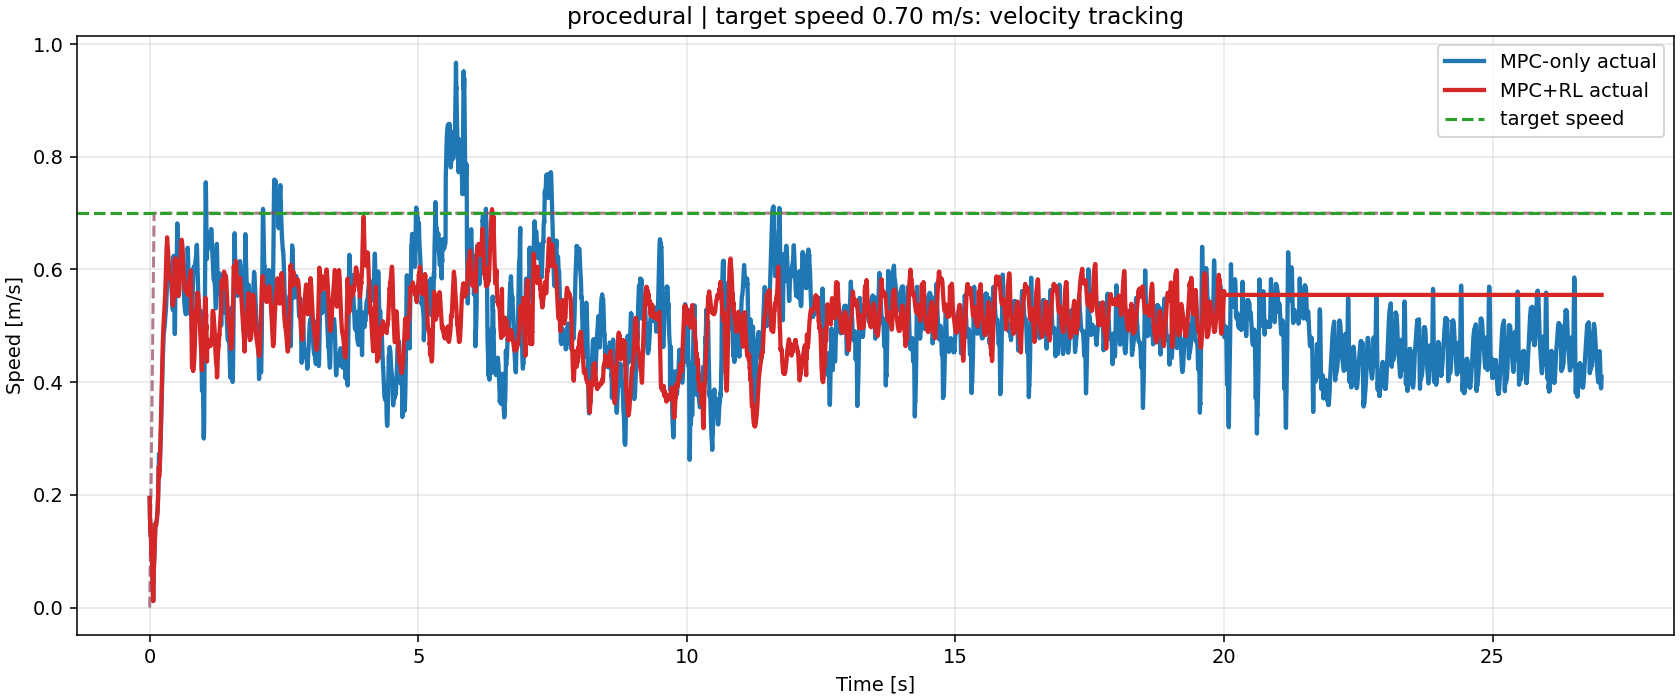 procedural | target speed 0.70 m/s: velocity tracking
MPC-only actual
MPC+RL actual
target speed
Speed [m/s]
1.0
0.8
0.6
0.4
0.2
0.0
0
5
10
15
20
25
Time [s]